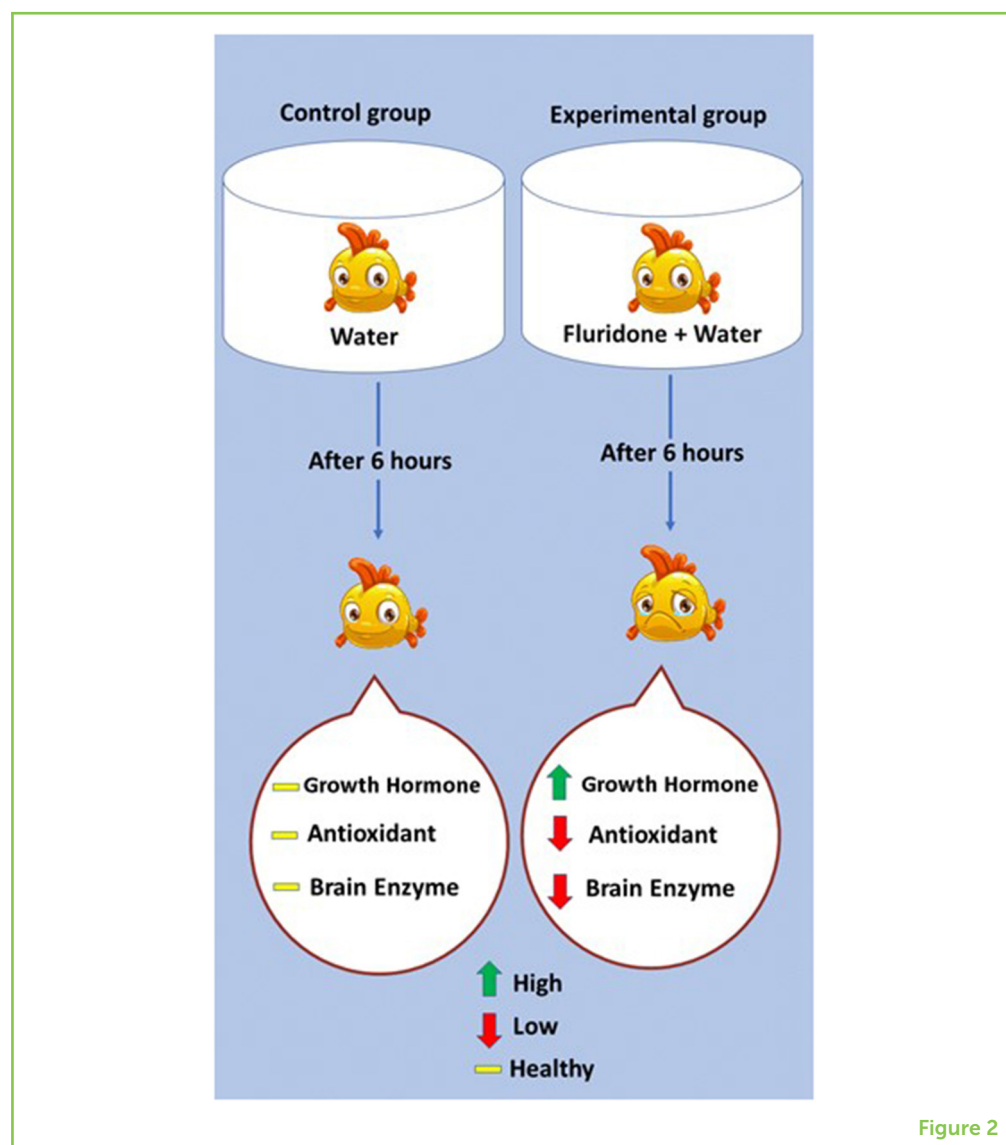 Control group
Experimental group
Water
Fluridone + Water
After 6 hours
After 6 hours
Growth Hormone
Antioxidant
Brain Enzyme
Growth Hormone
Antioxidant
Brain Enzyme
High
Low
Healthy
Figure 2